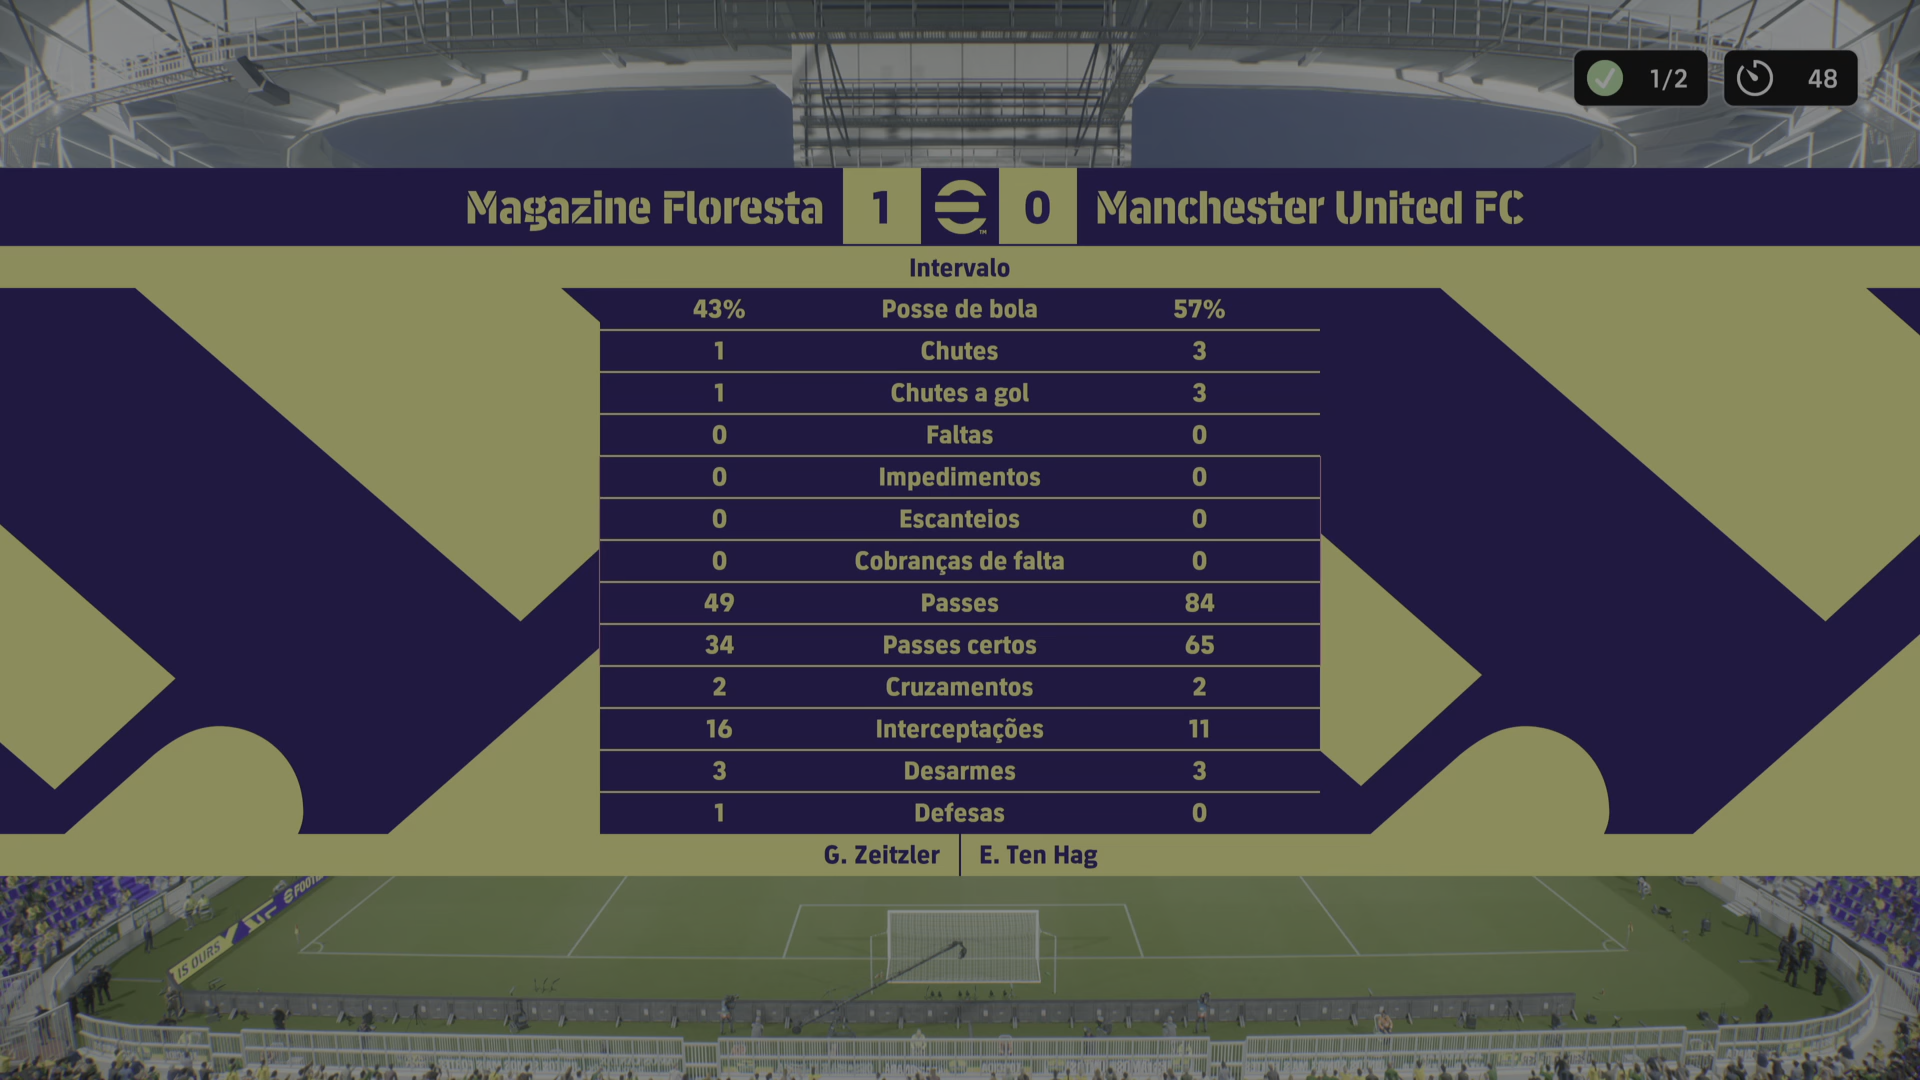 1/2 48
Magazine Floresta 1 0 Manchester United FC
Intervalo
43% Posse de bola 57%
1 Chutes 3
1 Chutes a gol 3
0 Faltas 0
0 Impedimentos 0
0 Escanteios 0
0 Cobranças de falta 0
49 Passes 84
34 Passes certos 65
2 Cruzamentos 2
16 Interceptações 11
3 Desarmes 3
1 Defesas 0
G. Zeitzler E. Ten Hag
IS OURS